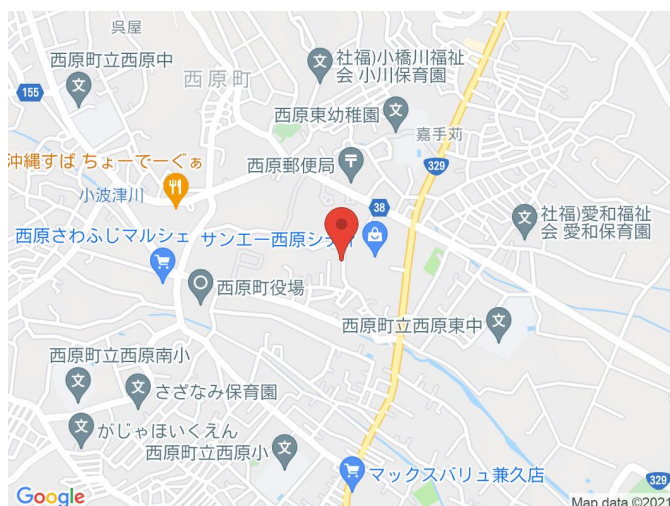 呉屋
社福)小橋川福祉
会 小川保育園
西原町立西原中
西原町
155
西原東幼稚園
嘉手苅
329
西原郵便局
沖縄すば ちょーでーぐぁ
小波津川
38
社福)愛和福祉
会 愛和保育園
西原さわふじマルシェ
サンエー西原シティ
西原町役場
西原町立西原東中
西原町立西原南小
さざなみ保育園
がじゃほいくえん
西原町立西原小
マックスバリュ兼久店
329
Google
Map data ©2021